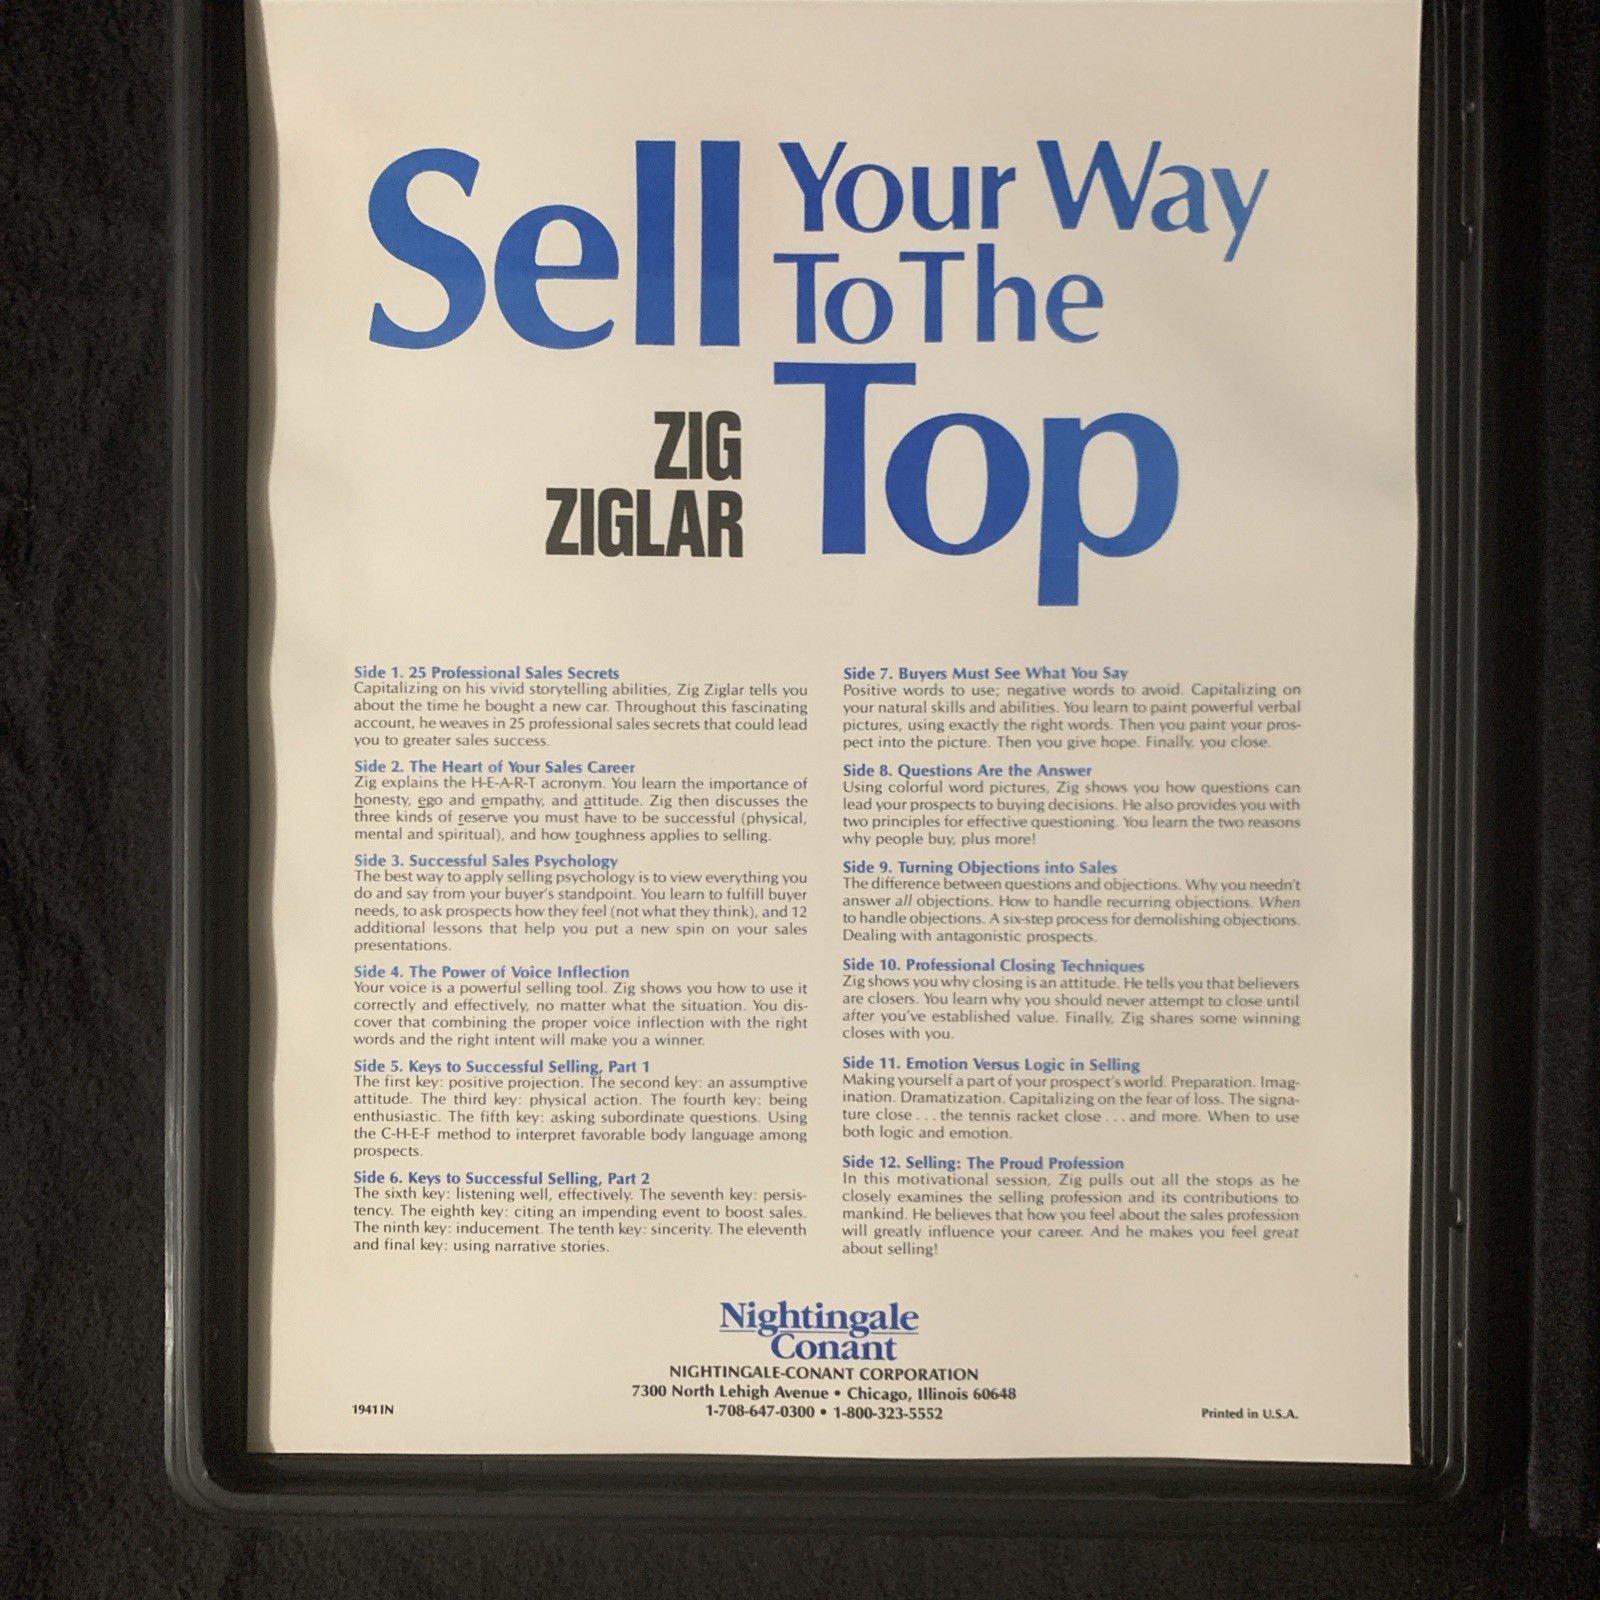 Sell Your Way
To The
Top
ZIG
ZIGLAR
Side 1. 25 Professional Sales Secrets
Capitalizing on his vivid storytelling abilities, Zig Ziglar tells you
about the time he bought a new car. Throughout this fascinating
account, he weaves in 25 professional sales secrets that could lead
you to greater sales success.
Side 2. The Heart of Your Sales Career
Zig explains the H-E-A-R-T acronym. You learn the importance of
honesty, ego and empathy, and attitude. Zig then discusses the
three kinds of reserve you must have to be successful (physical,
mental and spiritual), and how toughness applies to selling.
Side 3. Successful Sales Psychology
The best way to apply selling psychology is to view everything you
do and say from your buyer's standpoint. You learn to fulfill buyer
needs, to ask prospects how they feel (not what they think), and 12
additional lessons that help you put a new spin on your sales
presentations.
Side 4. The Power of Voice Inflection
Your voice is a powerful selling tool. Zig shows you how to use it
correctly and effectively, no matter what the situation. You dis-
cover that combining the proper voice inflection with the right
words and the right intent will make you a winner.
Side 5. Keys to Successful Selling, Part 1
The first key: positive projection. The second key: an assumptive
attitude. The third key: physical action. The fourth key: being
enthusiastic. The fifth key: asking subordinate questions. Using
the C-H-E-F method to interpret favorable body language among
prospects.
Side 6. Keys to Successful Selling, Part 2
The sixth key: listening well, effectively. The seventh key: persis-
tency. The eighth key: citing an impending event to boost sales.
The ninth key: inducement. The tenth key: sincerity. The eleventh
and final key: using narrative stories.
Side 7. Buyers Must See What You Say
Positive words to use; negative words to avoid. Capitalizing on
your natural skills and abilities. You learn to paint powerful verbal
pictures, using exactly the right words. Then you paint your pros-
pect into the picture. Then you give hope. Finally, you close.
Side 8. Questions Are the Answer
Using colorful word pictures, Zig shows you how questions can
lead your prospects to buying decisions. He also provides you with
two principles for effective questioning. You learn the two reasons
why people buy, plus more!
Side 9. Turning Objections into Sales
The difference between questions and objections. Why you needn't
answer all objections. How to handle recurring objections. When
to handle objections. A six-step process for demolishing objections.
Dealing with antagonistic prospects.
Side 10. Professional Closing Techniques
Zig shows you why closing is an attitude. He tells you that believers
are closers. You learn why you should never attempt to close until
after you've established value. Finally, Zig shares some winning
closes with you.
Side 11. Emotion Versus Logic in Selling
Making yourself a part of your prospect's world. Preparation. Imag-
ination. Dramatization. Capitalizing on the fear of loss. The signa-
ture close . . . the tennis racket close . . . and more. When to use
both logic and emotion.
Side 12. Selling: The Proud Profession
In this motivational session, Zig pulls out all the stops as he
closely examines the selling profession and its contributions to
mankind. He believes that how you feel about the sales profession
will greatly influence your career. And he makes you feel great
about selling!
Nightingale
Conant
NIGHTINGALE-CONANT CORPORATION
7300 North Lehigh Avenue • Chicago, Illinois 60648
1-708-647-0300 • 1-800-323-5552
1941IN
Printed in U.S.A.